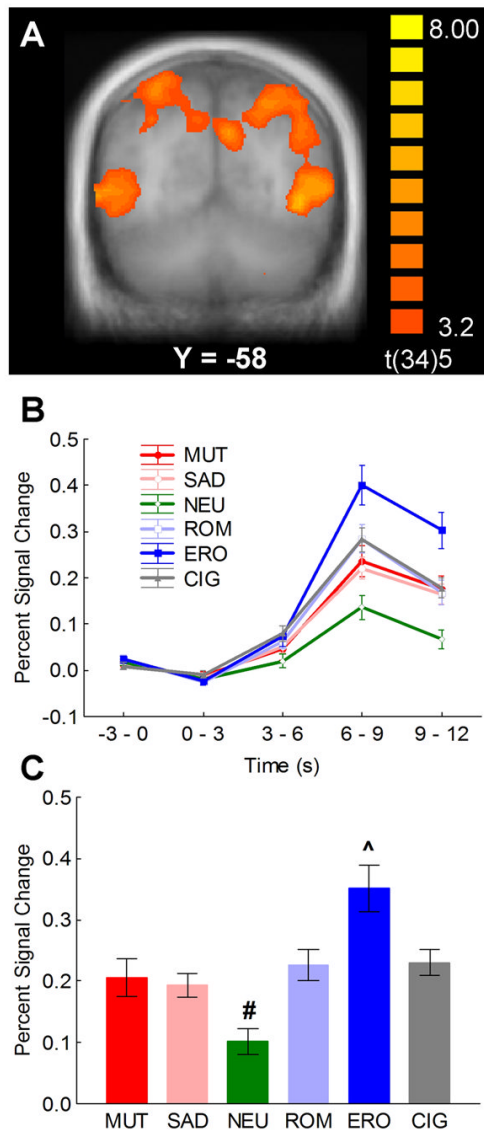 A
8.00
3.2
Y = -58
t(34)5
B
0.5
0.4
0.3
0.2
0.1
0.0
-0.1
Percent Signal Change
MUT
SAD
NEU
ROM
ERO
CIG
-3 - 0 0 - 3 3 - 6 6 - 9 9 - 12
Time (s)
C
0.5
0.4
0.3
0.2
0.1
0.0
Percent Signal Change
^
#
MUT SAD NEU ROM ERO CIG